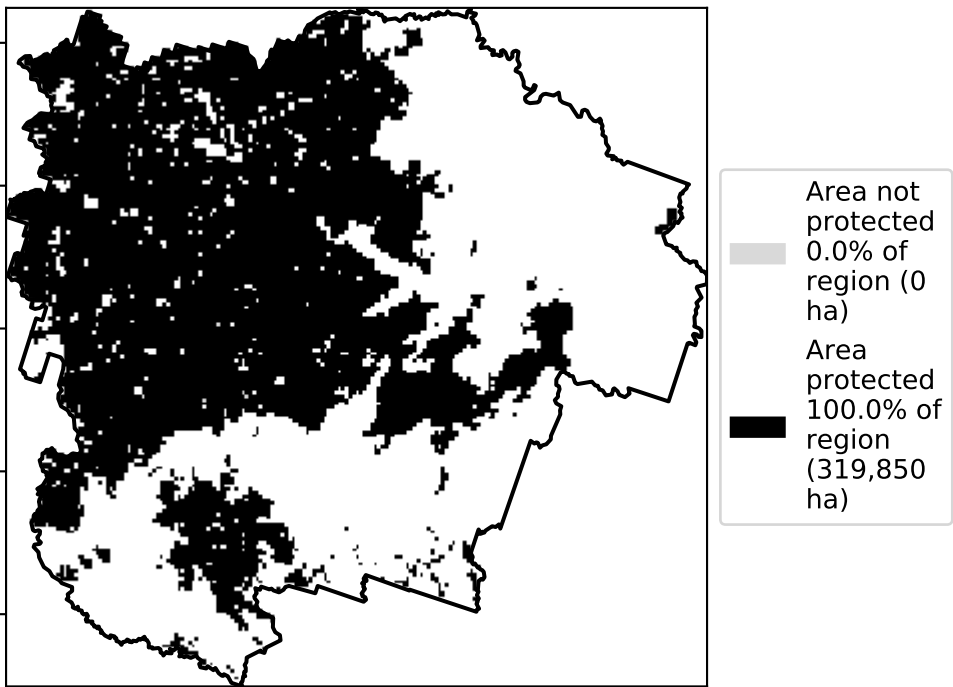 Area not
protected
0.0% of
region (0
ha)
Area
protected
100.0% of
region
(319,850
ha)